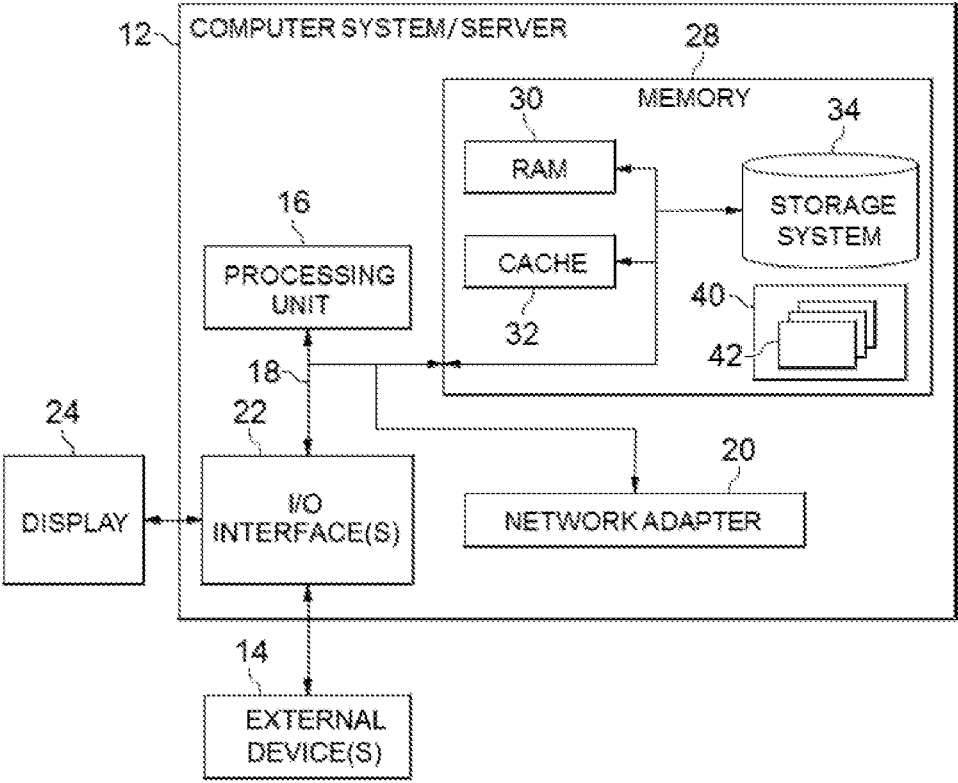 12
COMPUTER SYSTEM/SERVER
28
MEMORY
30
RAM
34
STORAGE
SYSTEM
16
PROCESSING
UNIT
CACHE
32
40
42
18
24
22
DISPLAY
I/O
INTERFACE(S)
20
NETWORK ADAPTER
14
EXTERNAL
DEVICE(S)